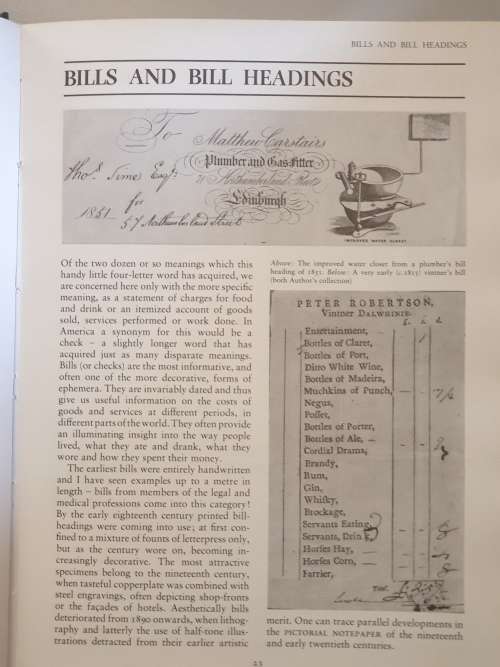 BILLS AND BILL HEADINGS
BILLS AND BILL HEADINGS
To Matthew Carstairs
Plumber and Gas Fitter
Edinburgh
Thos. Esqr.
for
1851 57 Northumberland Street
IMPROVED WATER CLOSET
Of the two dozen or so meanings which this
handy little four-letter word has acquired, we
are concerned here only with the more specific
meaning, as a statement of charges for food
and drink or an itemized account of goods
sold, services performed or work done. In
America a synonym for this would be a
check – a slightly longer word that has
acquired just as many disparate meanings.
Bills (or checks) are the most informative, and
often one of the more decorative, forms of
ephemera. They are invariably dated and thus
give us useful information on the costs of
goods and services at different periods, in
different parts of the world. They often provide
an illuminating insight into the way people
lived, what they ate and drank, what they
wore and how they spent their money.
The earliest bills were entirely handwritten
and I have seen examples up to a metre in
length – bills from members of the legal and
medical professions come into this category!
By the early eighteenth century printed bill-
headings were coming into use; at first con-
fined to a mixture of founts of letterpress only,
but as the century wore on, becoming in-
creasingly decorative. The most attractive
specimens belong to the nineteenth century,
when tasteful copperplate was combined with
steel engravings, often depicting shop-fronts
or the façades of hotels. Aesthetically bills
deteriorated from 1890 onwards, when lithog-
raphy and latterly the use of half-tone illus-
trations detracted from their earlier artistic
Above: The improved water closet from a plumber's bill
heading of 1851. Below: A very early (c.1815) vintner's bill
(both Author's collection)
PETER ROBERTSON,
Vintner DALWHINIE.
Entertainment,
Bottles of Claret,
Bottles of Port,
Ditto White Wine,
Bottles of Madeira,
Muchkins of Punch,
Negus,
Posset,
Bottles of Porter,
Bottles of Ale,
Cordial Drams,
Brandy,
Rum,
Gin,
Whisky,
Brockage,
Servants Eating,
Servants, Drink,
Horses Hay,
Horses Corn,
Farrier,
merit. One can trace parallel developments in
the PICTORIAL NOTEPAPER of the nineteenth
and early twentieth centuries.
23